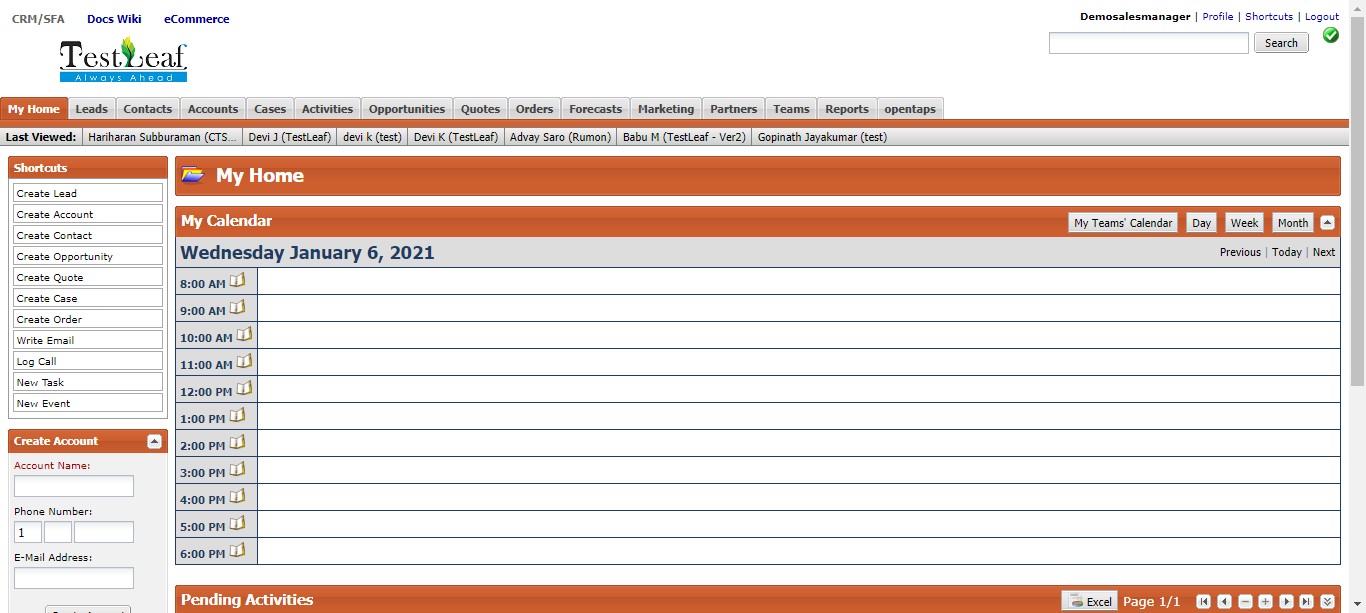 CRM/SFA Docs Wiki eCommerce
Demosalesmanager | Profile | Shortcuts | Logout
Search
TestLeaf
Always Ahead
My Home Leads Contacts Accounts Cases Activities Opportunities Quotes Orders Forecasts Marketing Partners Teams Reports opentaps
Last Viewed: Hariharan Subburaman (CTS... Devi J (TestLeaf) devi k (test) Devi K (TestLeaf) Advay Saro (Rumon) Babu M (TestLeaf - Ver2) Gopinath Jayakumar (test)
Shortcuts
Create Lead
Create Account
Create Contact
Create Opportunity
Create Quote
Create Case
Create Order
Write Email
Log Call
New Task
New Event
Create Account
Account Name:
Phone Number:
1
E-Mail Address:
My Home
My Calendar
My Teams' Calendar Day Week Month
Wednesday January 6, 2021
Previous | Today | Next
8:00 AM
9:00 AM
10:00 AM
11:00 AM
12:00 PM
1:00 PM
2:00 PM
3:00 PM
4:00 PM
5:00 PM
6:00 PM
Pending Activities
Excel Page 1/1